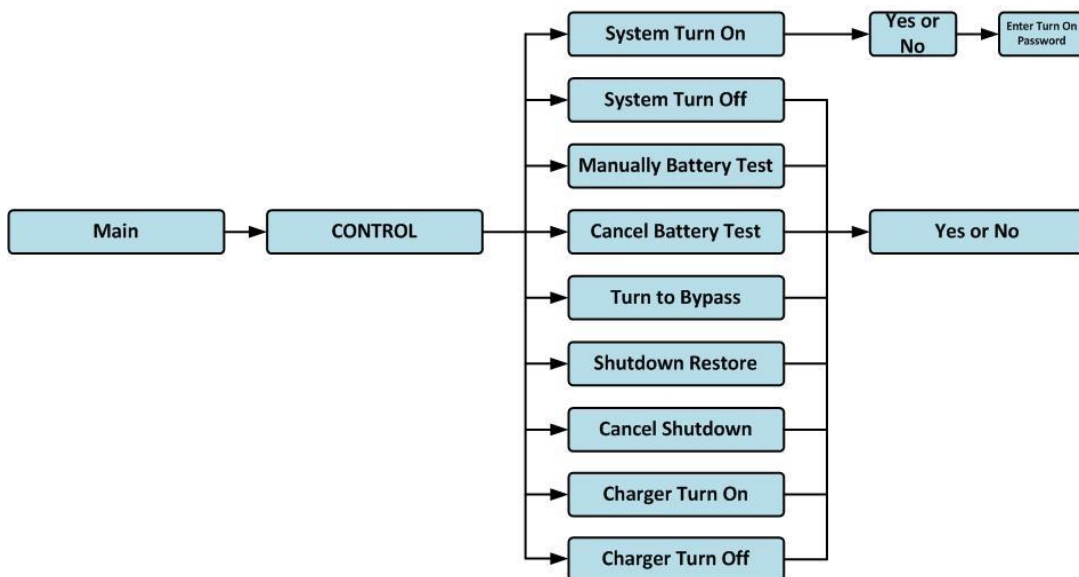 System Turn On
Yes or
No
Enter Turn On
Password
System Turn Off
Manually Battery Test
Main
CONTROL
Cancel Battery Test
Yes or No
Turn to Bypass
Shutdown Restore
Cancel Shutdown
Charger Turn On
Charger Turn Off